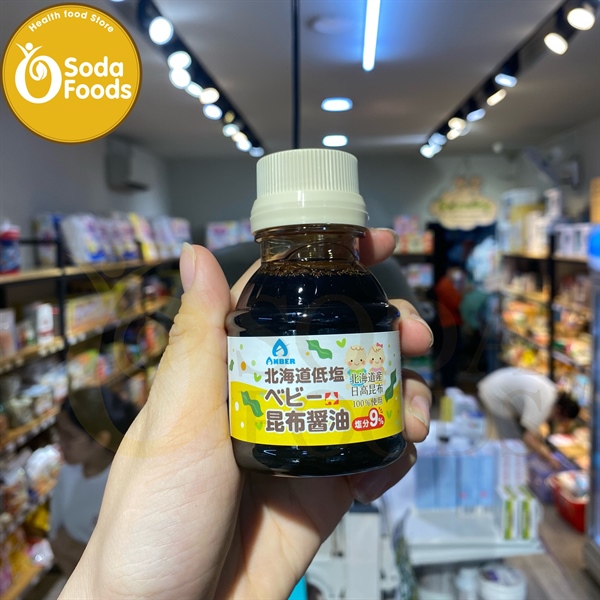 Health food Store
Soda
Foods
ANBER
北海道低塩
ベビー
昆布醤油
北海道産
日高昆布
100%使用
塩分9%